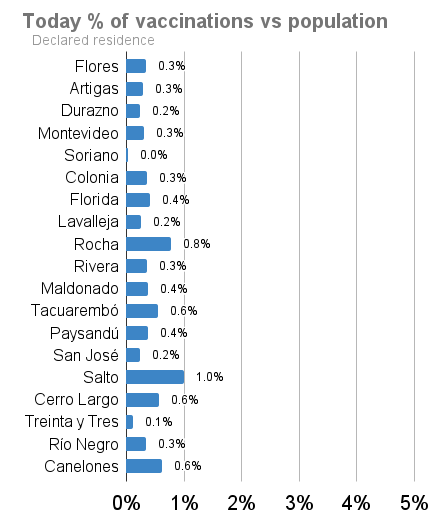 Today % of vaccinations vs population
Declared residence
Flores 0.3%
Artigas 0.3%
Durazno 0.2%
Montevideo 0.3%
Soriano 0.0%
Colonia 0.3%
Florida 0.4%
Lavalleja 0.2%
Rocha 0.8%
Rivera 0.3%
Maldonado 0.4%
Tacuarembó 0.6%
Paysandú 0.4%
San José 0.2%
Salto 1.0%
Cerro Largo 0.6%
Treinta y Tres 0.1%
Río Negro 0.3%
Canelones 0.6%
0% 1% 2% 3% 4% 5%